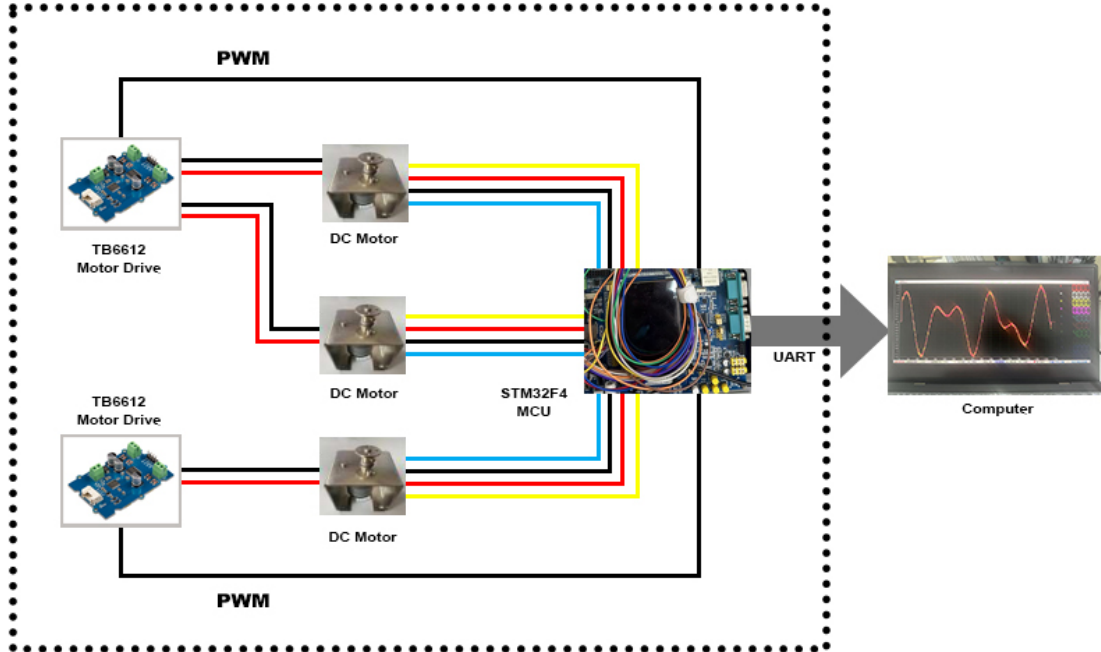 PWM
TB6612
Motor Drive
DC Motor
DC Motor
STM32F4
MCU
UART
Computer
TB6612
Motor Drive
DC Motor
PWM